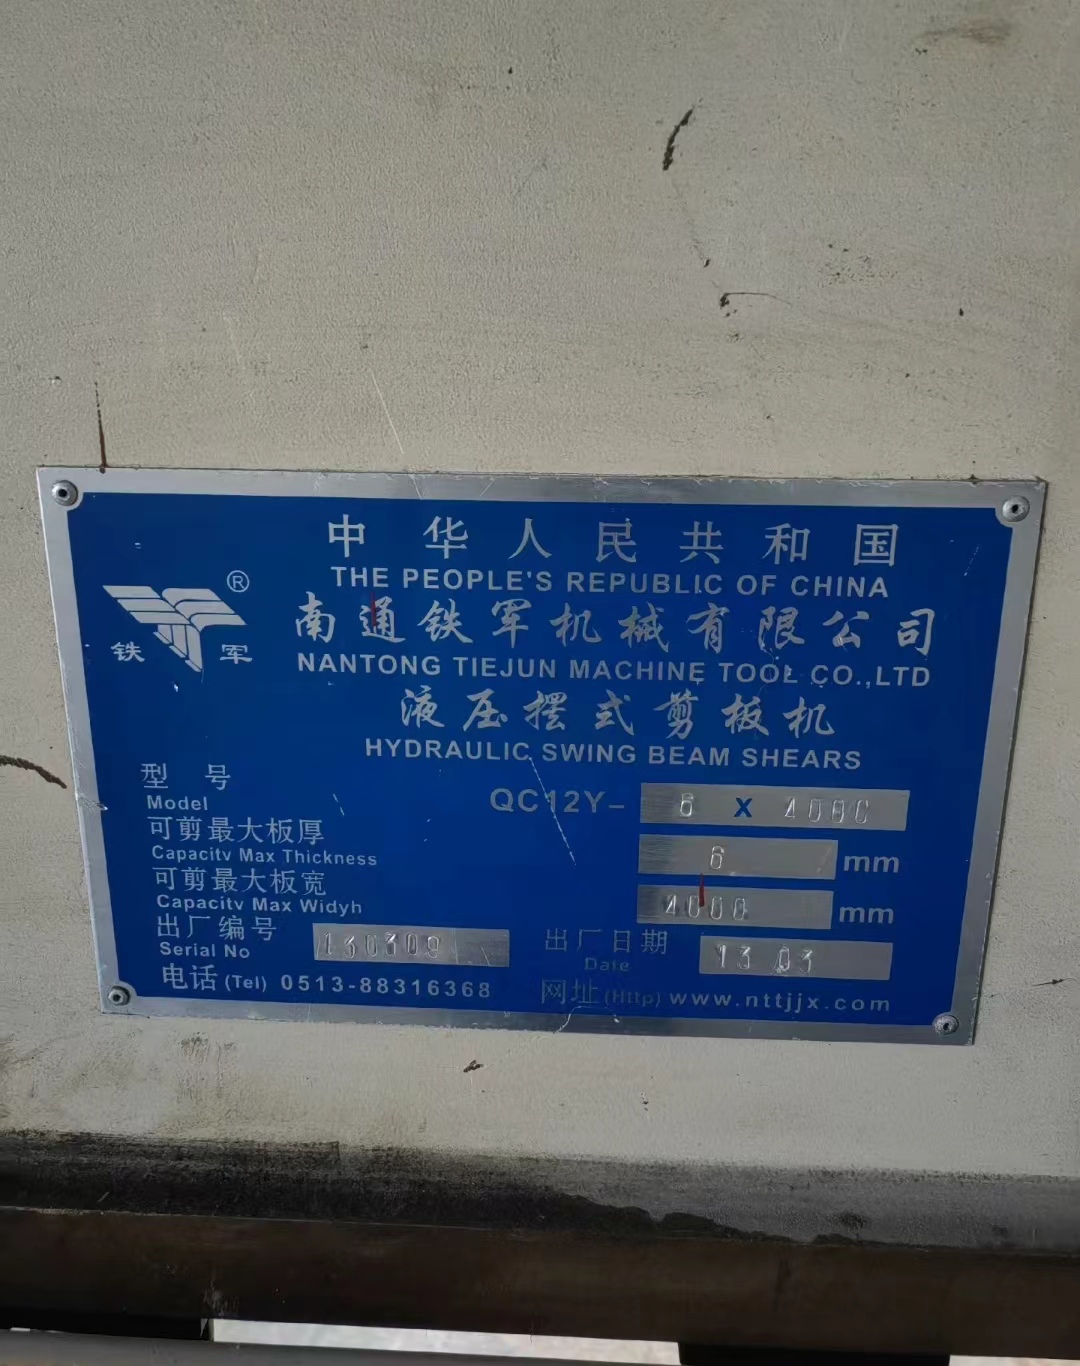 中华人民共和国
THE PEOPLE'S REPUBLIC OF CHINA
®
铁 军
南通铁军机械有限公司
NANTONG TIEJUN MACHINE TOOL CO.,LTD
液压摆式剪板机
HYDRAULIC SWING BEAM SHEARS
型 号
Model QC12Y- 6 X 4000
可剪最大板厚
Capacity Max Thickness 6 mm
可剪最大板宽
Capacity Max Widyh 4000 mm
出厂编号
Serial No 130309
出厂日期
Date 13 03
电话(Tel) 0513-88316368 网址(Http) www.nttjjx.com